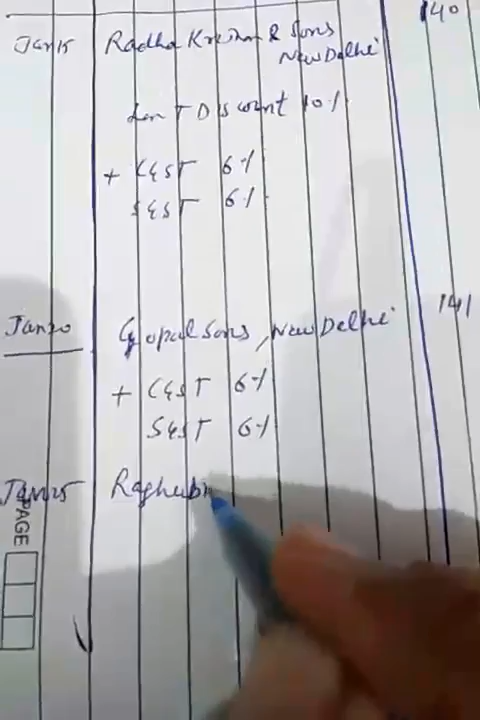 140
Jan 15 Radha Krishan & Sons
New Delhi
Less T Discount 10%
+ CGST 6%
SGST 6%
141
Jan 20 Gopal Sons, New Delhi
+ CGST 6%
SGST 6%
Jan 25 Raghubi
PAGE